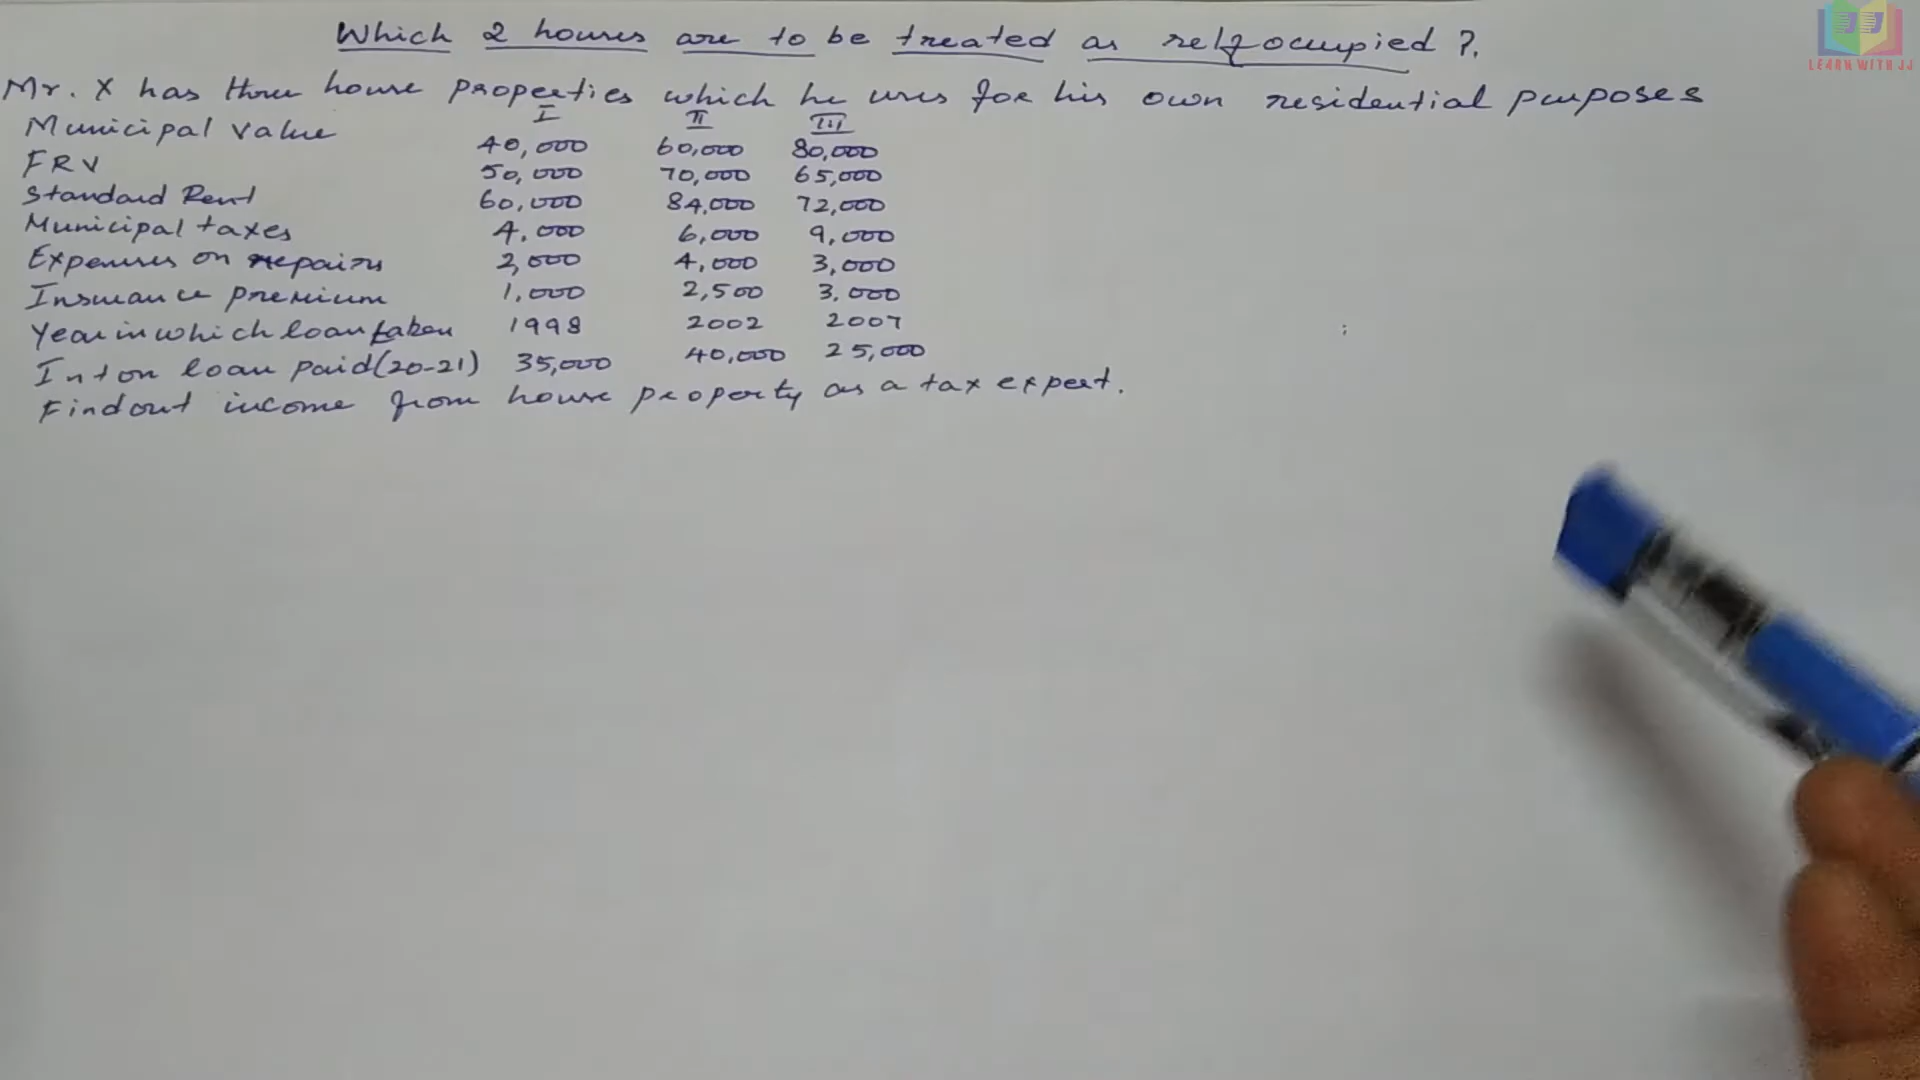 Which 2 houses are to be treated as self occupied ?.
LEARN WITH JJ
Mr. X has three house properties which he uses for his own residential purposes
I II III
Municipal value 40,000 60,000 80,000
FRV 50,000 70,000 65,000
Standard Rent 60,000 84,000 72,000
Municipal taxes 4,000 6,000 9,000
Expenses on repairs 2,000 4,000 3,000
Insurance premium 1,000 2,500 3,000
Year in which loan taken 1998 2002 2007
Int on loan paid(20-21) 35,000 40,000 25,000
Find out income from house property as a tax expert.